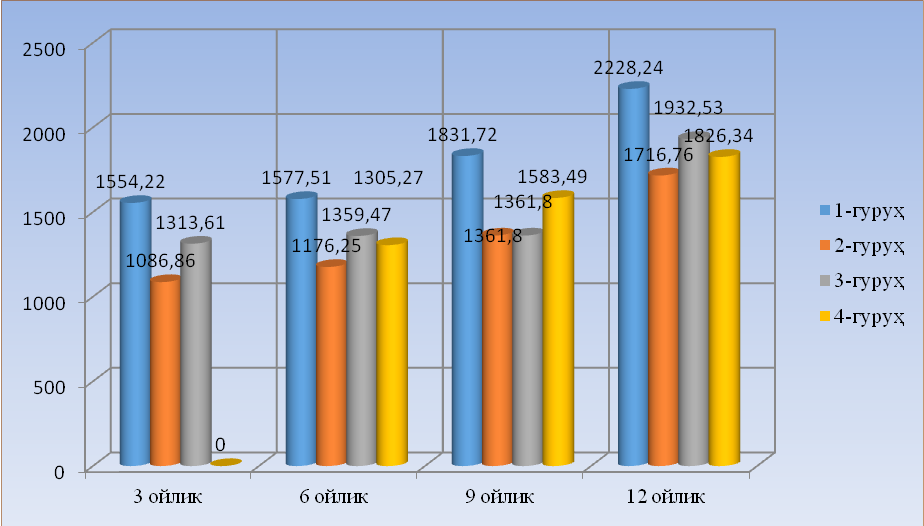 2500
2000
1500
1000
500
0
1554,22
1086,86
1313,61
0
1577,51
1176,25
1359,47
1305,27
1831,72
1361,8
1361,8
1583,49
2228,24
1716,76
1932,53
1826,34
3 ойлик
6 ойлик
9 ойлик
12 ойлик
1-гуруҳ
2-гуруҳ
3-гуруҳ
4-гуруҳ